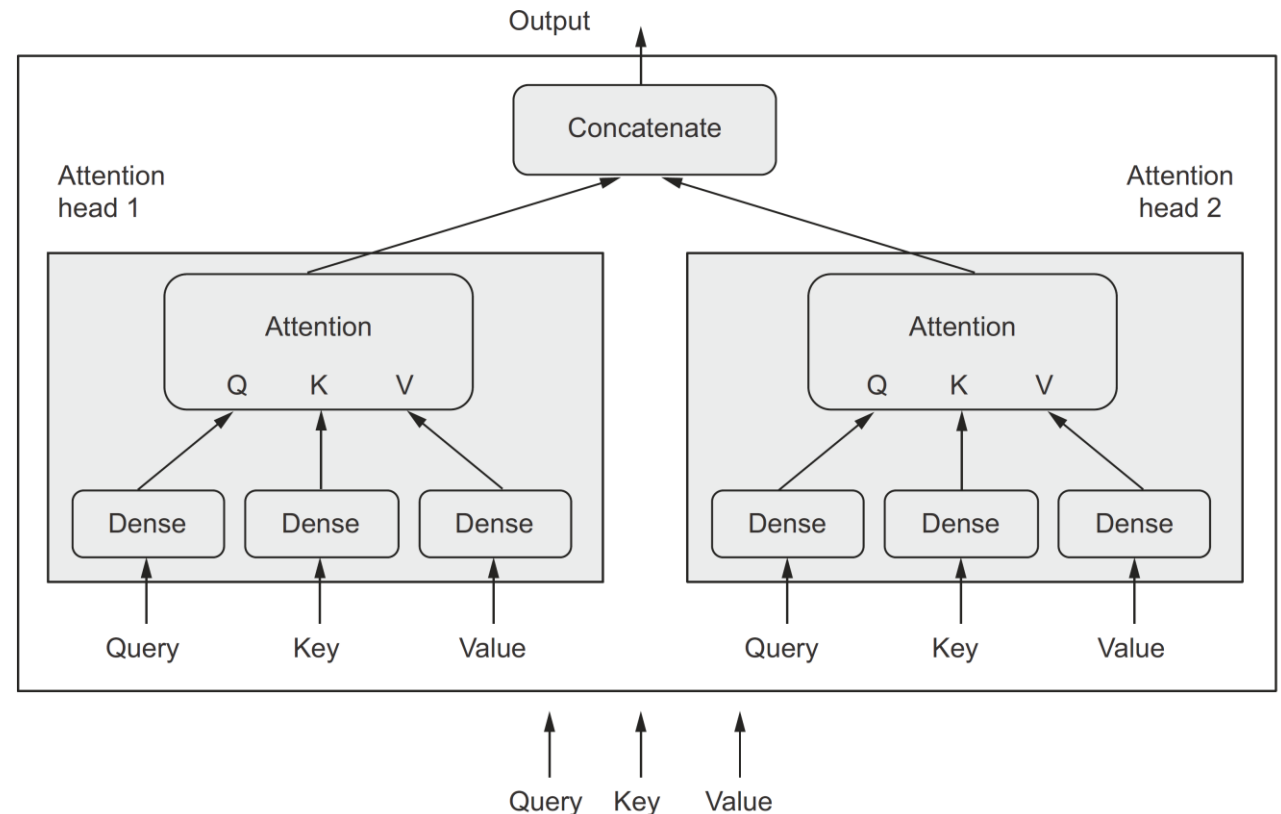 Output
Concatenate
Attention
head 1
Attention
head 2
Attention
Q K V
Attention
Q K V
Dense Dense Dense
Dense Dense Dense
Query Key Value
Query Key Value
Query Key Value